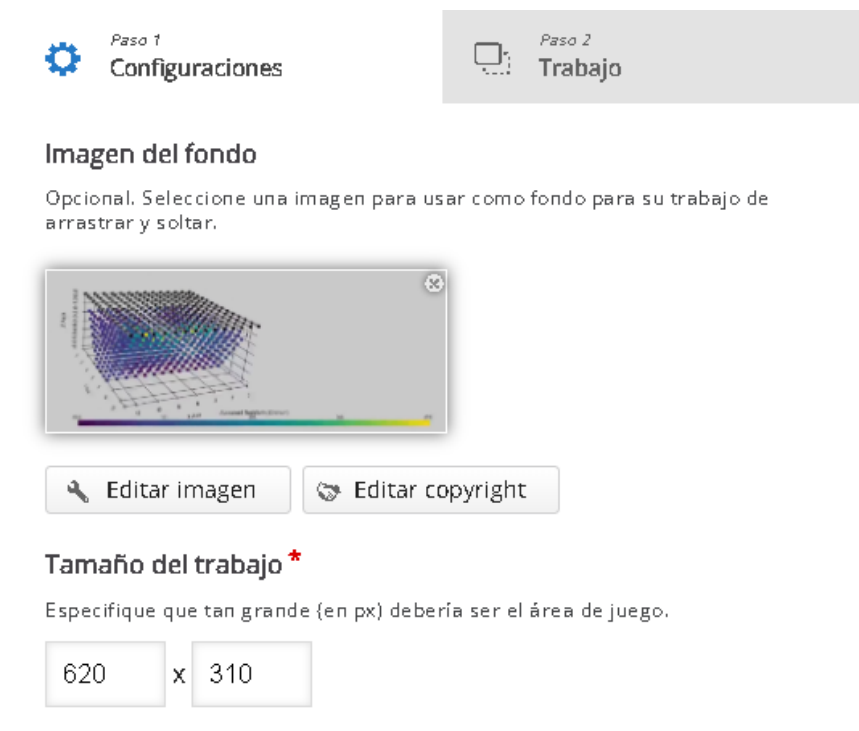 Paso 1
Configuraciones
Paso 2
Trabajo
Imagen del fondo
Opcional. Seleccione una imagen para usar como fondo para su trabajo de
arrastrar y soltar.
Editar imagen
Editar copyright
Tamaño del trabajo *
Especifique que tan grande (en px) debería ser el área de juego.
620 x 310